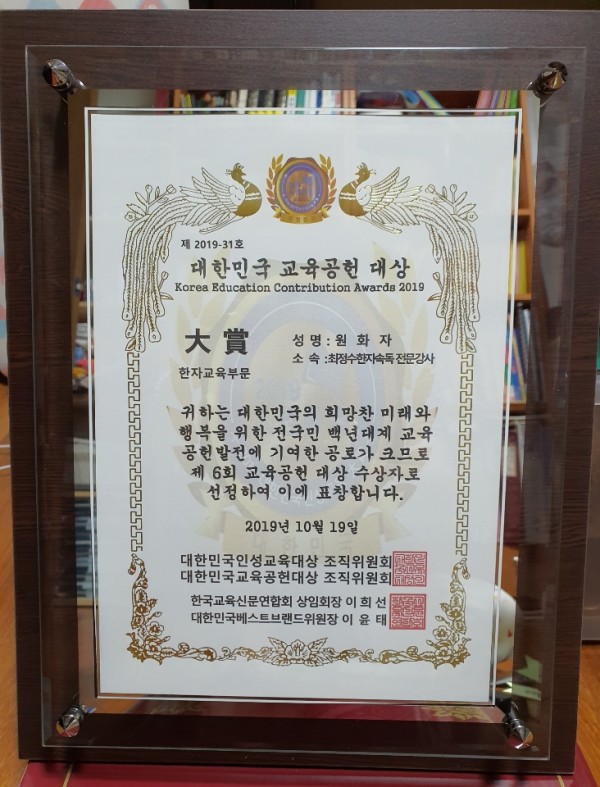 제 2019-31호
대한민국 교육공헌 대상
Korea Education Contribution Awards 2019
大賞
성 명 : 원 화 자
소 속 : 최정수한자속독 전문강사
한자교육부문
귀하는 대한민국의 희망찬 미래와
행복을 위한 전국민 백년대계 교육
공헌발전에 기여한 공로가 크므로
제 6회 교육공헌 대상 수상자로
선정하여 이에 표창합니다.
2019년 10월 19일
대한민국인성교육대상 조직위원회
대한민국교육공헌대상 조직위원회
한국교육신문연합회 상임회장 이 희 선
대한민국베스트브랜드위원장 이 윤 태